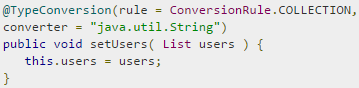 @TypeConversion(rule = ConversionRule.COLLECTION,
converter = "java.util.String")
public void setUsers( List users ) {
this.users = users;
}